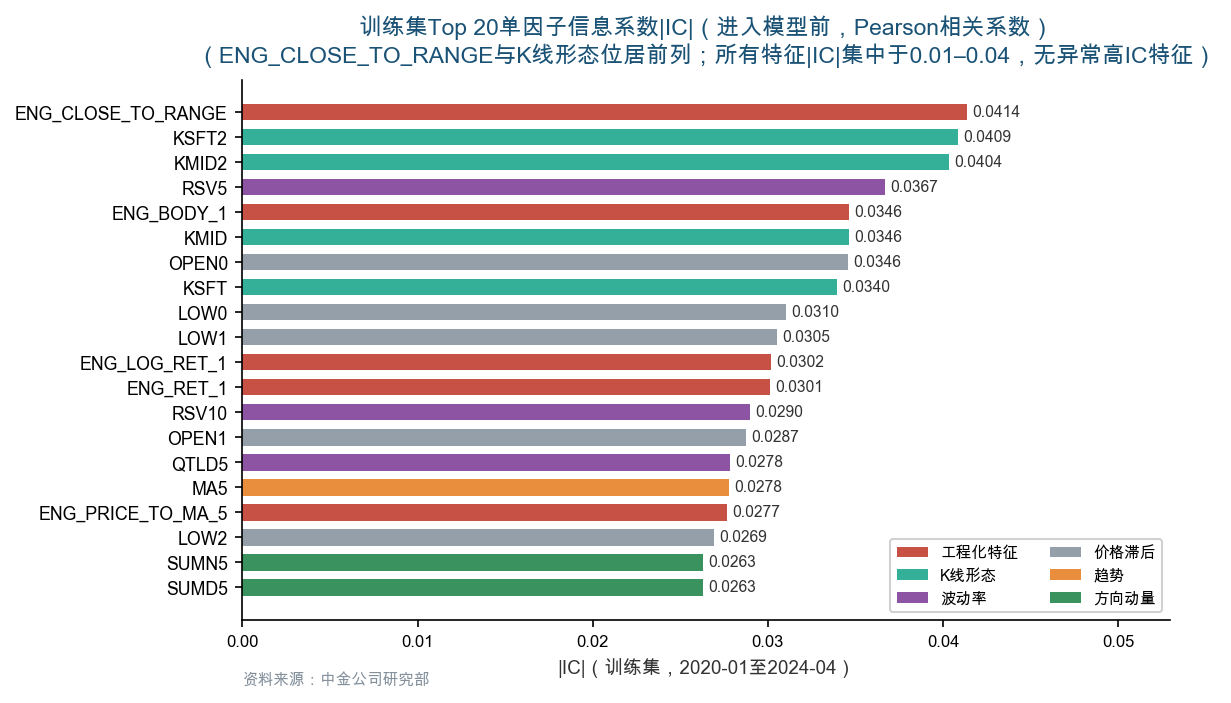 训练集Top 20单因子信息系数|IC|（进入模型前，Pearson相关系数）
（ENG_CLOSE_TO_RANGE与K线形态位居前列；所有特征|IC|集中于0.01–0.04，无异常高IC特征）
ENG_CLOSE_TO_RANGE 0.0414
KSFT2 0.0409
KMID2 0.0404
RSV5 0.0367
ENG_BODY_1 0.0346
KMID 0.0346
OPEN0 0.0346
KSFT 0.0340
LOW0 0.0310
LOW1 0.0305
ENG_LOG_RET_1 0.0302
ENG_RET_1 0.0301
RSV10 0.0290
OPEN1 0.0287
QTLD5 0.0278
MA5 0.0278
ENG_PRICE_TO_MA_5 0.0277
LOW2 0.0269
SUMN5 0.0263
SUMD5 0.0263
工程化特征 价格滞后
K线形态 趋势
波动率 方向动量
0.00 0.01 0.02 0.03 0.04 0.05
|IC|（训练集，2020-01至2024-04）
资料来源：中金公司研究部